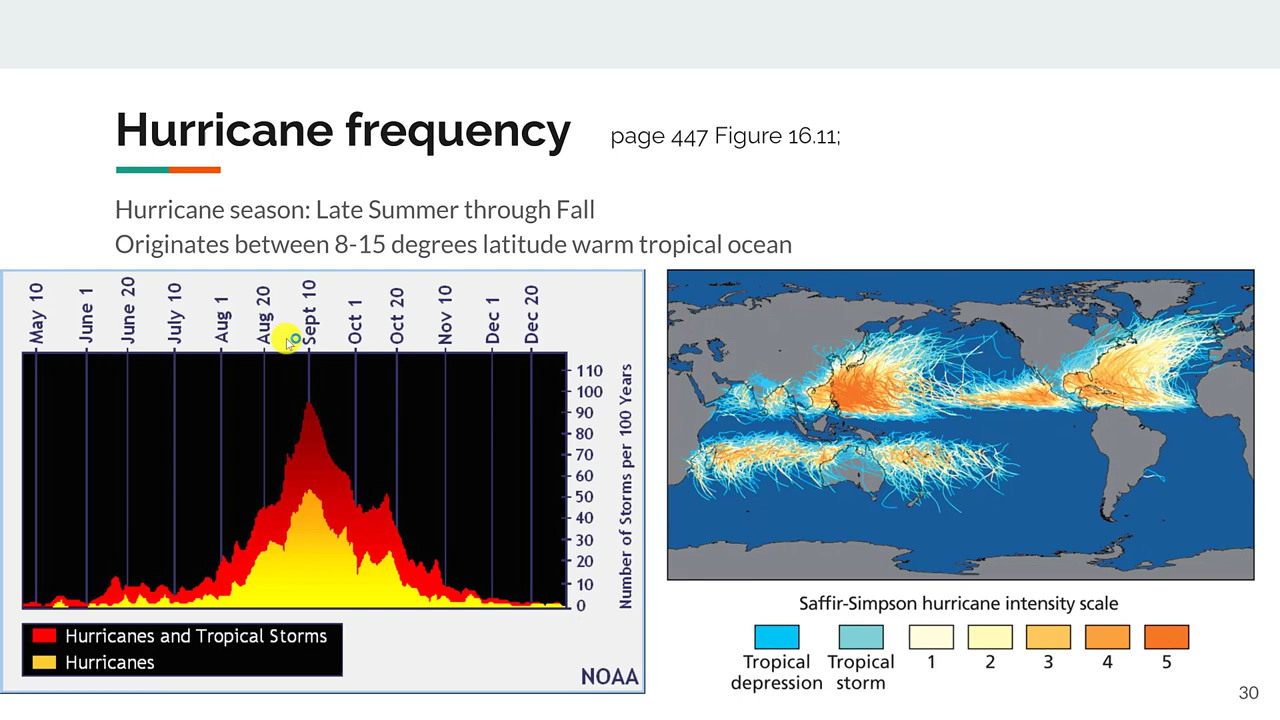 Hurricane frequency page 447 Figure 16.11;
Hurricane season: Late Summer through Fall
Originates between 8-15 degrees latitude warm tropical ocean
May 10
June 1
June 20
July 10
Aug 1
Aug 20
Sept 10
Oct 1
Oct 20
Nov 10
Dec 1
Dec 20
110
100
90
80
70
60
50
40
30
20
10
0
Number of Storms per 100 Years
Hurricanes and Tropical Storms
Hurricanes
NOAA
Saffir-Simpson hurricane intensity scale
Tropical depression
Tropical storm
1
2
3
4
5
30